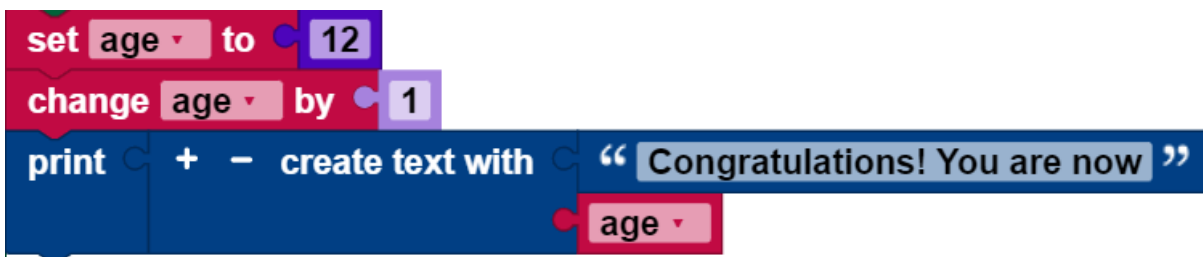 set age to 12
change age by 1
print + - create text with “ Congratulations! You are now ”
age